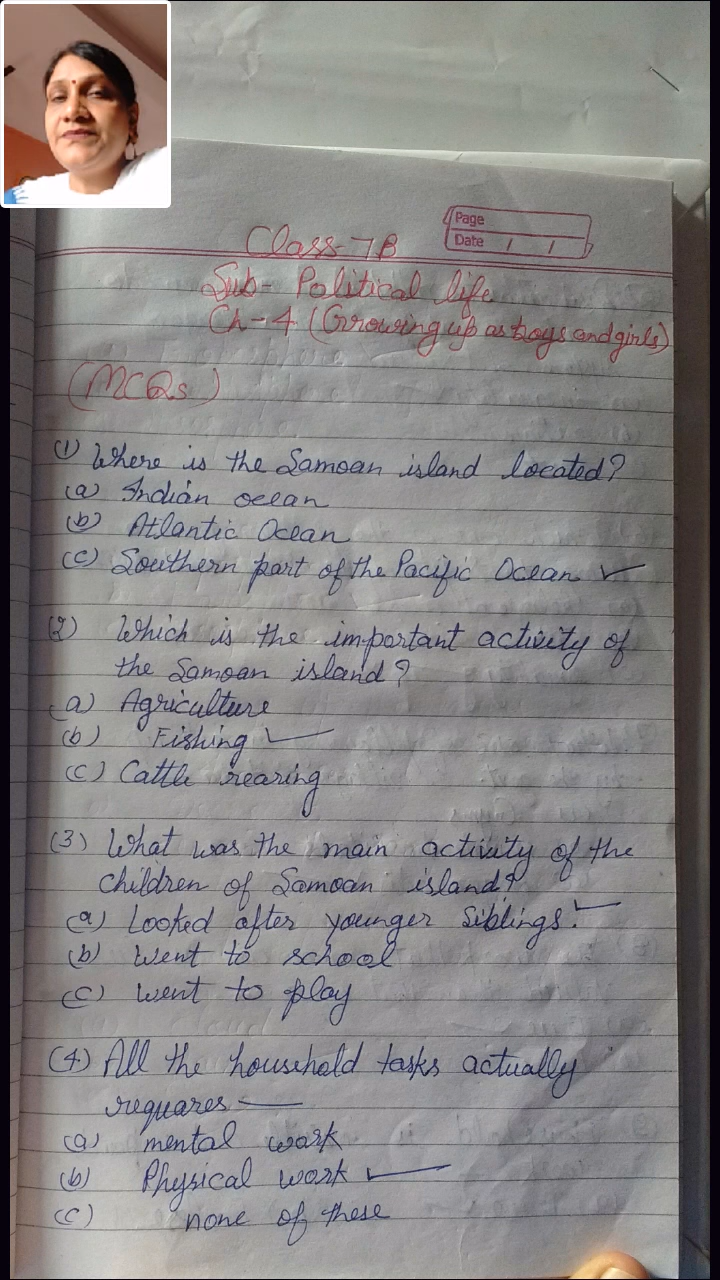 Page
Date / /
Class-7B
Sub- Political life
Ch-4 (Growing up as boys and girls)
(MCQs)
(1) Where is the Samoan island located?
(a) Indian ocean
(b) Atlantic Ocean
(c) Southern part of the Pacific Ocean ✓
(2) Which is the important activity of
the Samoan island?
(a) Agriculture
(b) Fishing ✓
(c) Cattle rearing
(3) What was the main activity of the
children of Samoan island?
(a) Looked after younger siblings. ✓
(b) Went to school
(c) went to play
(4) All the household tasks actually
requares —
(a) mental work
(b) Physical work ✓
(c) none of these